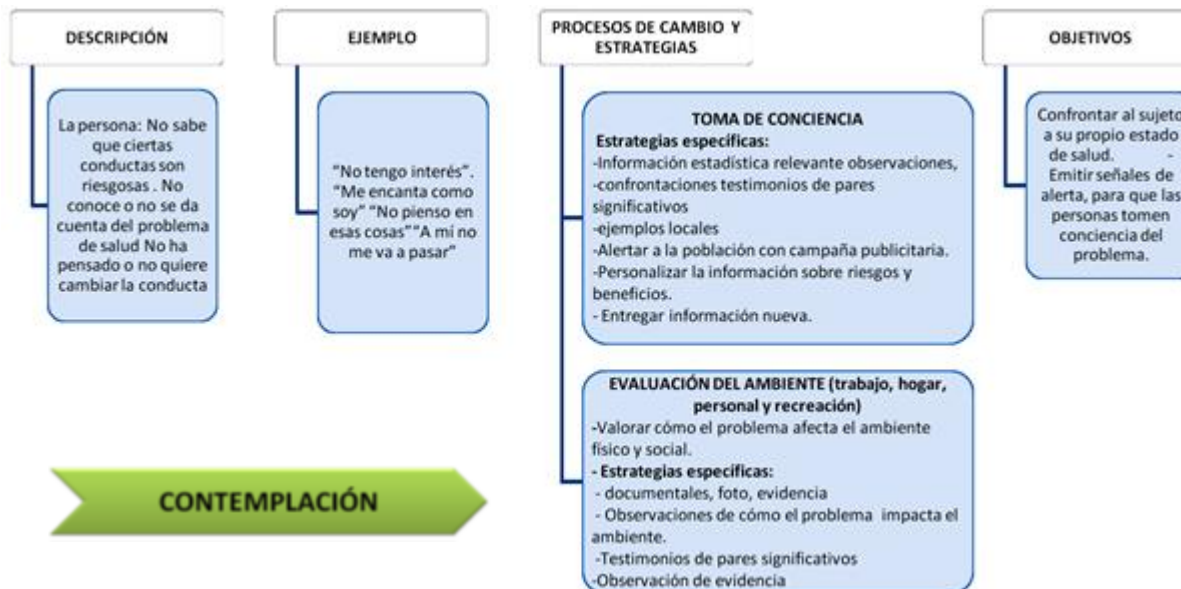 DESCRIPCIÓN
La persona: No sabe
que ciertas
conductas son
riesgosas . No
conoce o no se da
cuenta del problema
de salud No ha
pensado o no quiere
cambiar la conducta
EJEMPLO
"No tengo interés".
"Me encanta como
soy" "No pienso en
esas cosas" "A mí no
me va a pasar"
PROCESOS DE CAMBIO Y
ESTRATEGIAS
TOMA DE CONCIENCIA
Estrategias específicas:
-Información estadística relevante observaciones,
-confrontaciones testimonios de pares
significativos
-ejemplos locales
-Alertar a la población con campaña publicitaria.
-Personalizar la información sobre riesgos y
beneficios.
- Entregar información nueva.
EVALUACIÓN DEL AMBIENTE (trabajo, hogar,
personal y recreación)
-Valorar cómo el problema afecta el ambiente
físico y social.
- Estrategias específicas:
- documentales, foto, evidencia
- Observaciones de cómo el problema impacta el
ambiente.
-Testimonios de pares significativos
-Observación de evidencia
OBJETIVOS
Confrontar al sujeto
a su propio estado
de salud. -
Emitir señales de
alerta, para que las
personas tomen
conciencia del
problema.
CONTEMPLACIÓN